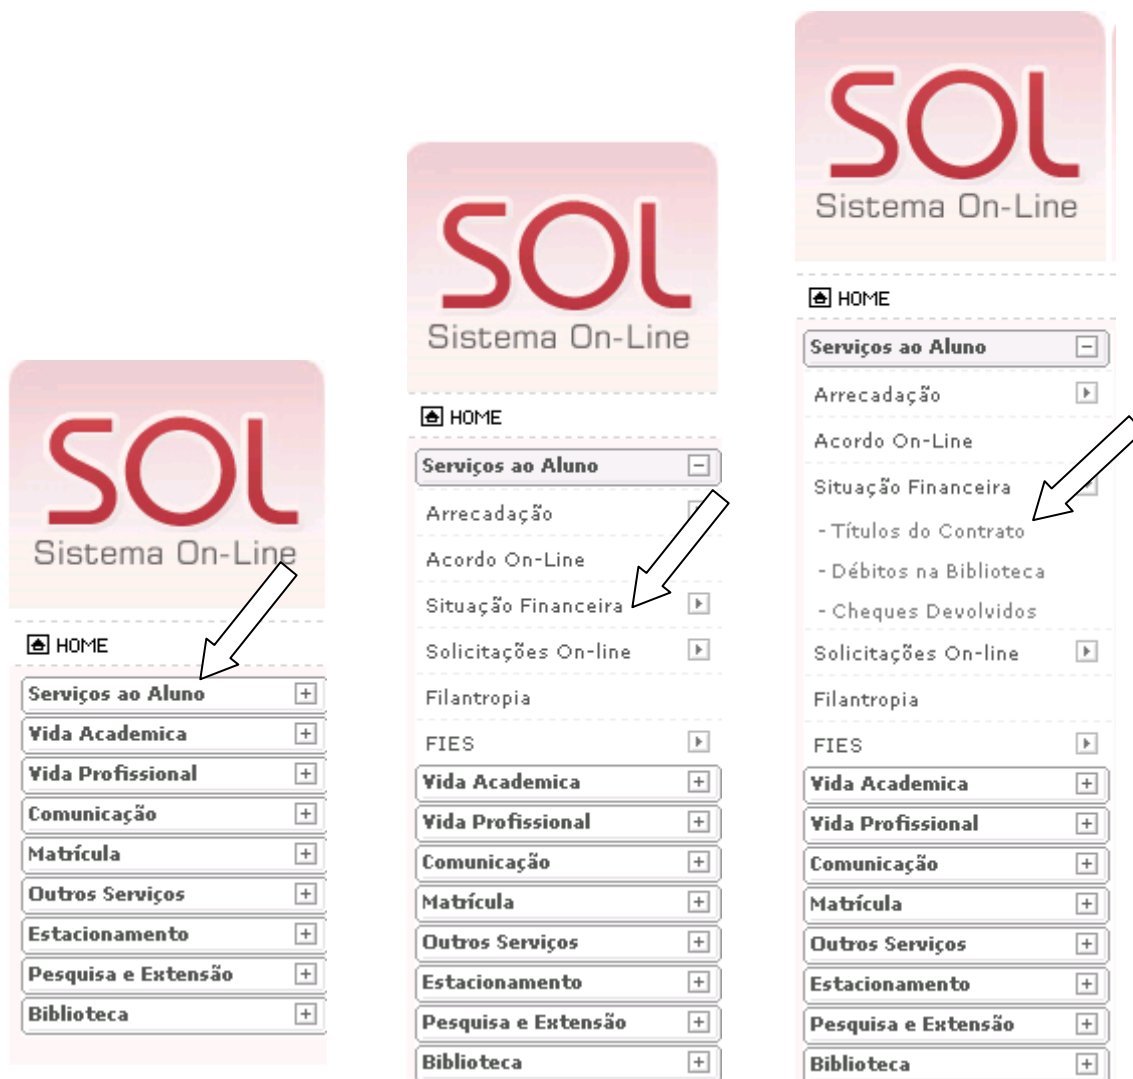 SOL
Sistema On-Line
HOME
Serviços ao Aluno
Vida Academica
Vida Profissional
Comunicação
Matrícula
Outros Serviços
Estacionamento
Pesquisa e Extensão
Biblioteca
SOL
Sistema On-Line
HOME
Serviços ao Aluno
Arrecadação
Acordo On-Line
Situação Financeira
Solicitações On-line
Filantropia
FIES
Vida Academica
Vida Profissional
Comunicação
Matrícula
Outros Serviços
Estacionamento
Pesquisa e Extensão
Biblioteca
SOL
Sistema On-Line
HOME
Serviços ao Aluno
Arrecadação
Acordo On-Line
Situação Financeira
- Títulos do Contrato
- Débitos na Biblioteca
- Cheques Devolvidos
Solicitações On-line
Filantropia
FIES
Vida Academica
Vida Profissional
Comunicação
Matrícula
Outros Serviços
Estacionamento
Pesquisa e Extensão
Biblioteca